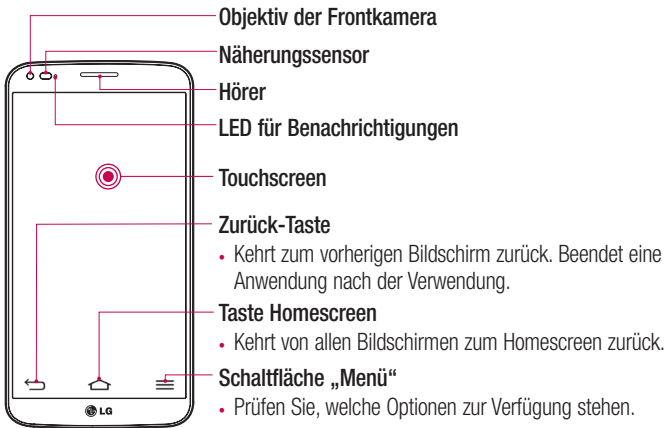 Objektiv der Frontkamera
Näherungssensor
Hörer
LED für Benachrichtigungen
Touchscreen
Zurück-Taste
• Kehrt zum vorherigen Bildschirm zurück. Beendet eine
Anwendung nach der Verwendung.
Taste Homescreen
• Kehrt von allen Bildschirmen zum Homescreen zurück.
Schaltfläche „Menü“
• Prüfen Sie, welche Optionen zur Verfügung stehen.
LG